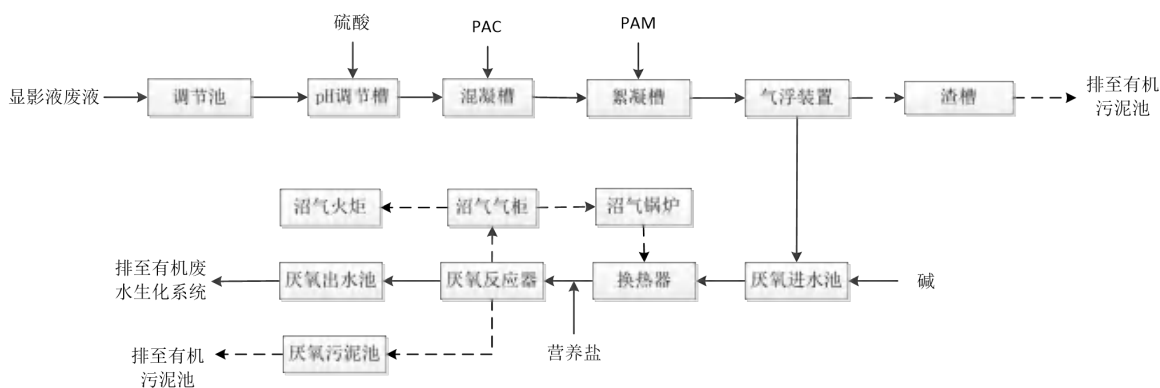 硫酸
PAC
PAM
显影液废液
调节池
pH调节槽
混凝槽
絮凝槽
气浮装置
渣槽
排至有机
污泥池
沼气火炬
沼气气柜
沼气锅炉
排至有机废
水生化系统
厌氧出水池
厌氧反应器
换热器
厌氧进水池
碱
营养盐
厌氧污泥池
排至有机
污泥池